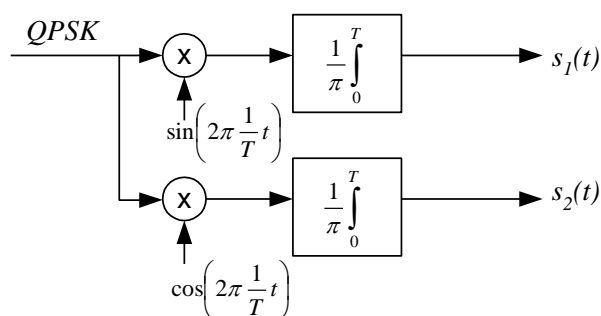 QPSK
x
1/π ∫₀ᵀ
s₁(t)
sin(2π 1/T t)
x
1/π ∫₀ᵀ
s₂(t)
cos(2π 1/T t)